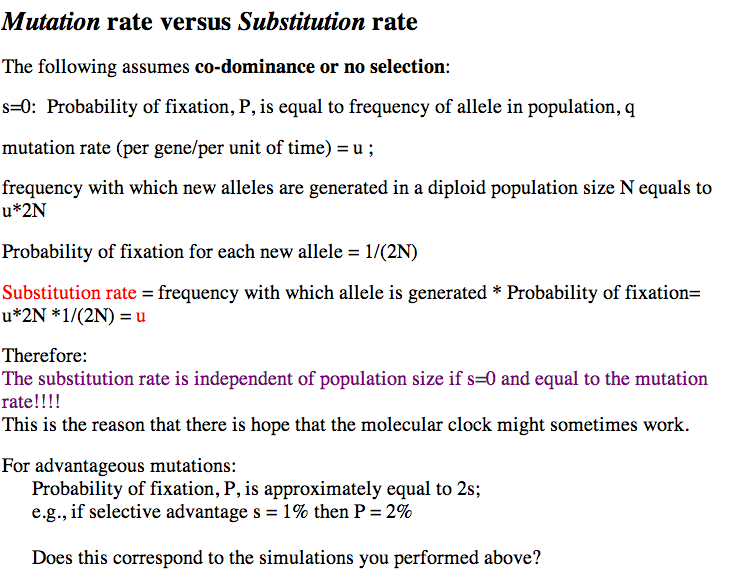 Mutation rate versus Substitution rate
The following assumes co-dominance or no selection:
s=0: Probability of fixation, P, is equal to frequency of allele in population, q
mutation rate (per gene/per unit of time) = u ;
frequency with which new alleles are generated in a diploid population size N equals to
u*2N
Probability of fixation for each new allele = 1/(2N)
Substitution rate = frequency with which allele is generated * Probability of fixation=
u*2N *1/(2N) = u
Therefore:
The substitution rate is independent of population size if s=0 and equal to the mutation
rate!!!!
This is the reason that there is hope that the molecular clock might sometimes work.
For advantageous mutations:
Probability of fixation, P, is approximately equal to 2s;
e.g., if selective advantage s = 1% then P = 2%
Does this correspond to the simulations you performed above?